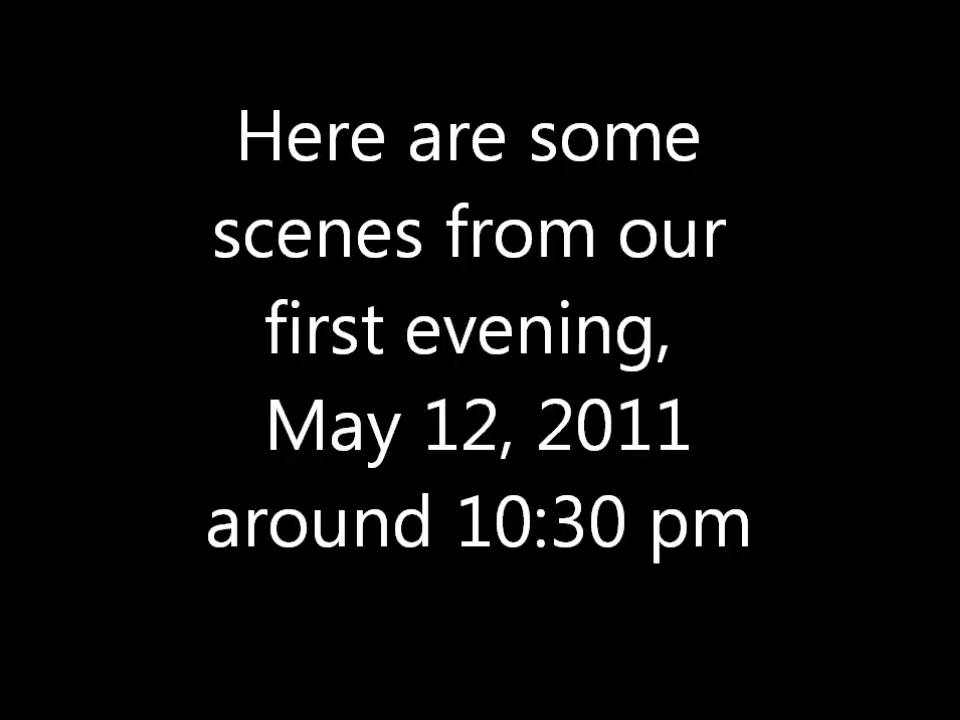 Here are some
scenes from our
first evening,
May 12, 2011
around 10:30 pm